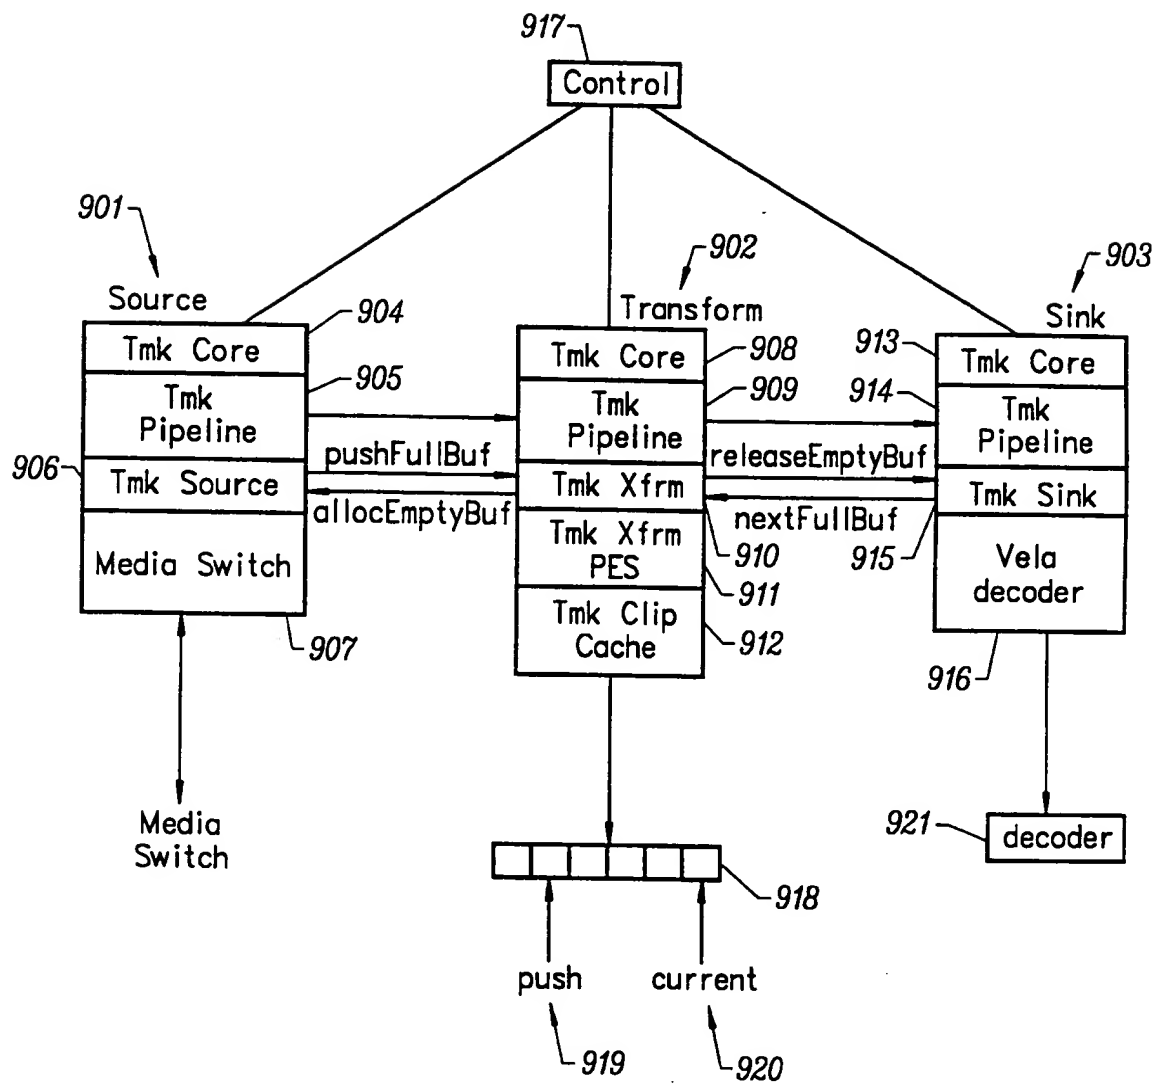 917
Control
901
902
903
Source
Transform
Sink
904
Tmk Core
905
Tmk
Pipeline
906
Tmk Source
Media Switch
907
pushFullBuf
allocEmptyBuf
Tmk Core
908
909
Tmk
Pipeline
Tmk Xfrm
910
Tmk Xfrm
PES
911
Tmk Clip
Cache
912
releaseEmptyBuf
nextFullBuf
913
Tmk Core
914
Tmk
Pipeline
Tmk Sink
915
Vela
decoder
916
Media
Switch
921
decoder
918
push
current
919
920